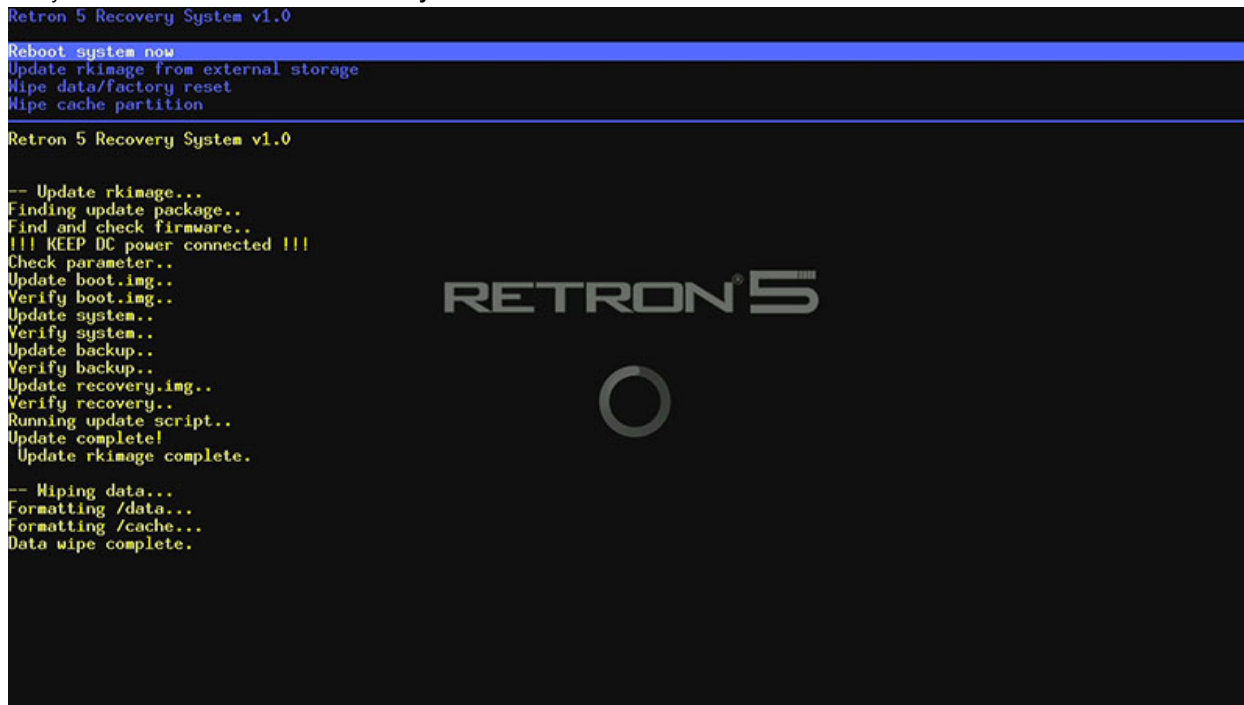 Retron 5 Recovery System v1.0
Reboot system now
Update rkimage from external storage
Wipe data/factory reset
Wipe cache partition
Retron 5 Recovery System v1.0
-- Update rkimage...
Finding update package..
Find and check firmware..
!!! KEEP DC power connected !!!
Check parameter..
Update boot.img..
Verify boot.img..
Update system..
Verify system..
Update backup..
Verify backup..
Update recovery.img..
Verify recovery..
Running update script..
Update complete!
Update rkimage complete.
-- Wiping data...
Formatting /data...
Formatting /cache...
Data wipe complete.
RETRON®5